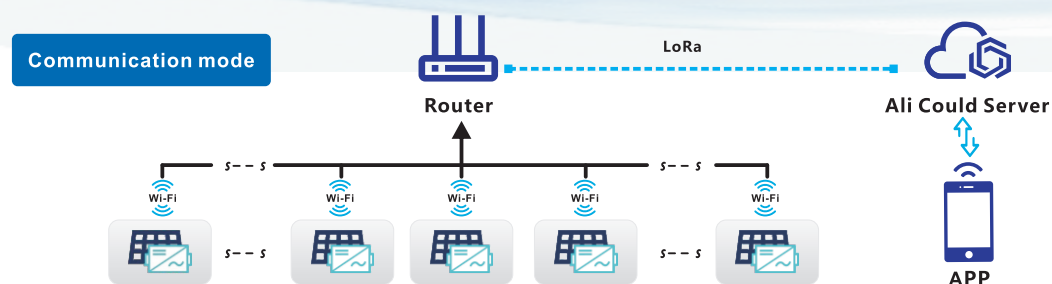 Communication mode
LoRa
Router
Ali Could Server
Wi-Fi
Wi-Fi
Wi-Fi
Wi-Fi
Wi-Fi
APP